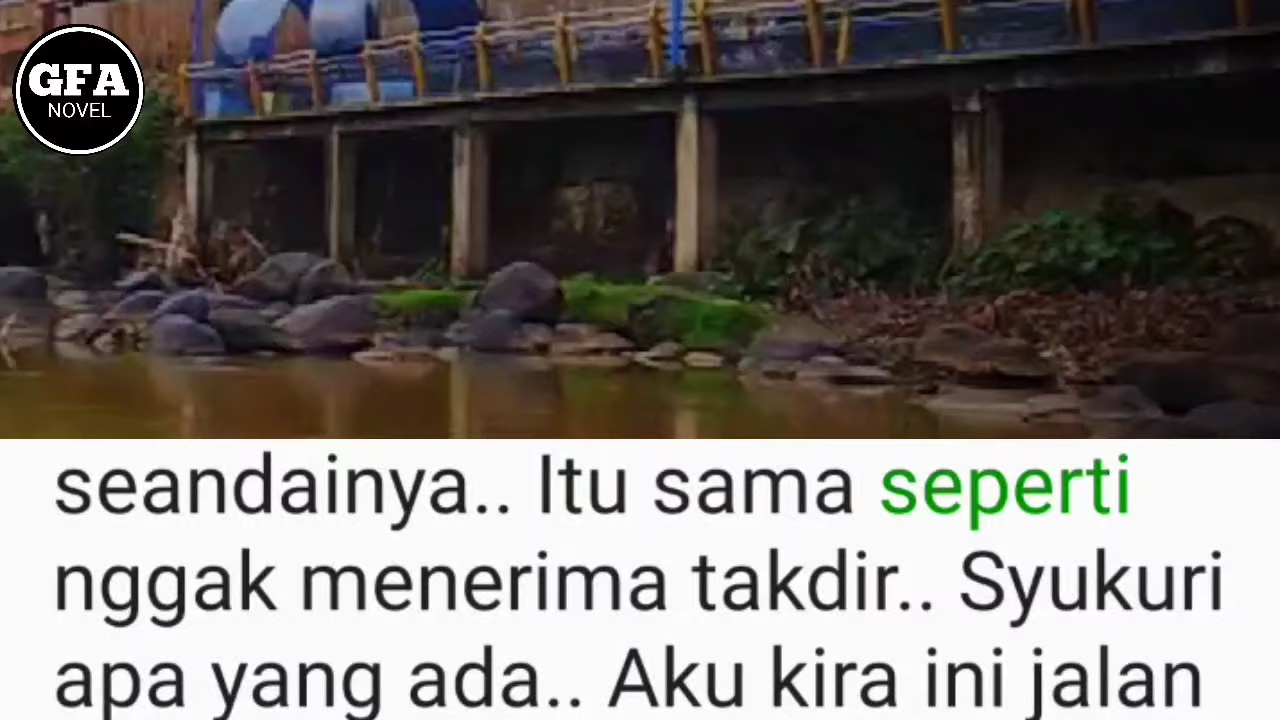 GFA
NOVEL
seandainya.. Itu sama seperti
nggak menerima takdir.. Syukuri
apa yang ada.. Aku kira ini jalan